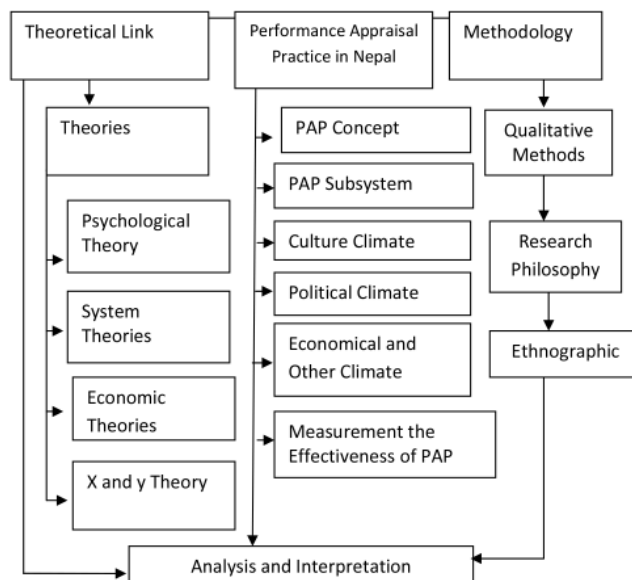 Theoretical Link
Performance Appraisal
Practice in Nepal
Methodology
Theories
Psychological
Theory
System
Theories
Economic
Theories
X and y Theory
PAP Concept
PAP Subsystem
Culture Climate
Political Climate
Economical and
Other Climate
Measurement the
Effectiveness of PAP
Qualitative
Methods
Research
Philosophy
Ethnographic
Analysis and Interpretation